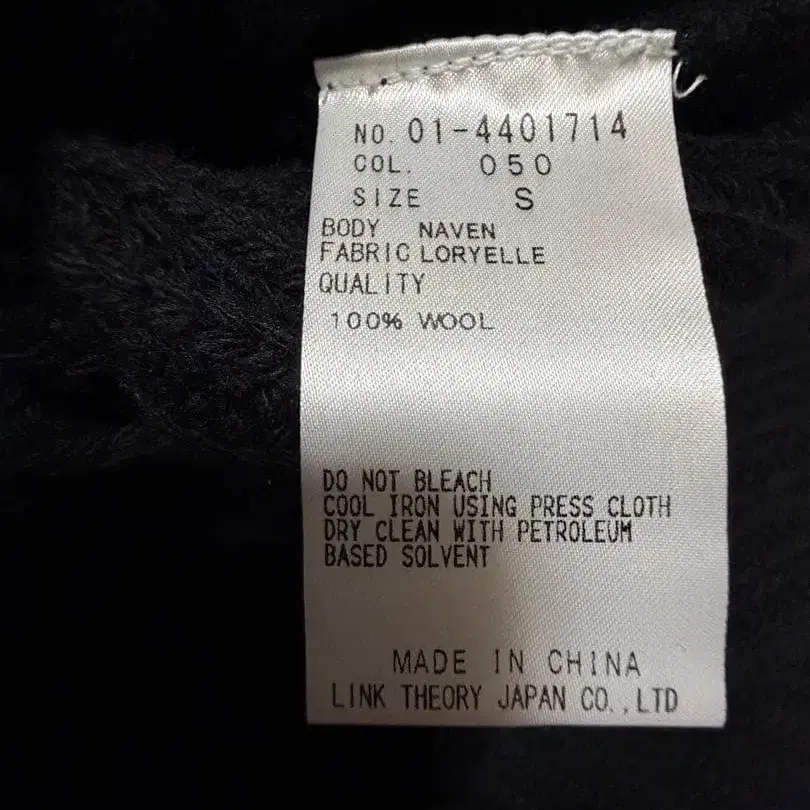 NO. 01-4401714
COL. 050
SIZE S
BODY NAVEN
FABRIC LORYELLE
QUALITY
100% WOOL
DO NOT BLEACH
COOL IRON USING PRESS CLOTH
DRY CLEAN WITH PETROLEUM
BASED SOLVENT
MADE IN CHINA
LINK THEORY JAPAN CO.,LTD